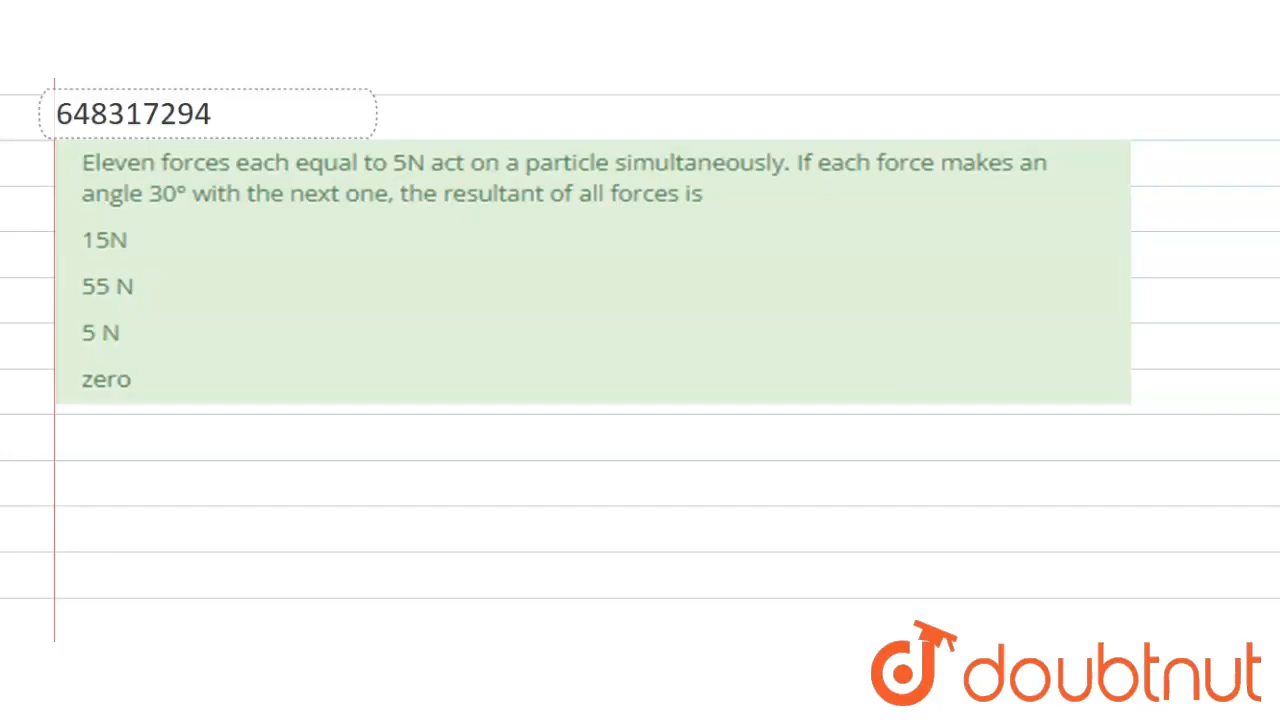 648317294
Eleven forces each equal to 5N act on a particle simultaneously. If each force makes an
angle 30° with the next one, the resultant of all forces is
15N
55 N
5 N
zero
doubtnut